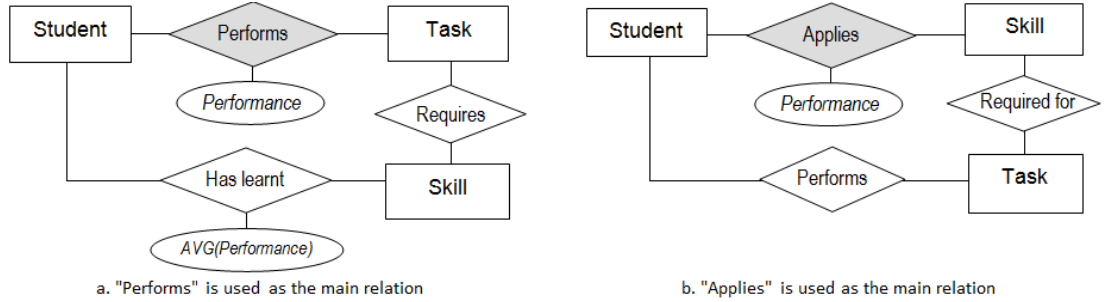 Student
Performs
Task
Performance
Requires
Has learnt
Skill
AVG(Performance)
a. "Performs" is used as the main relation
Student
Applies
Skill
Performance
Required for
Performs
Task
b. "Applies" is used as the main relation